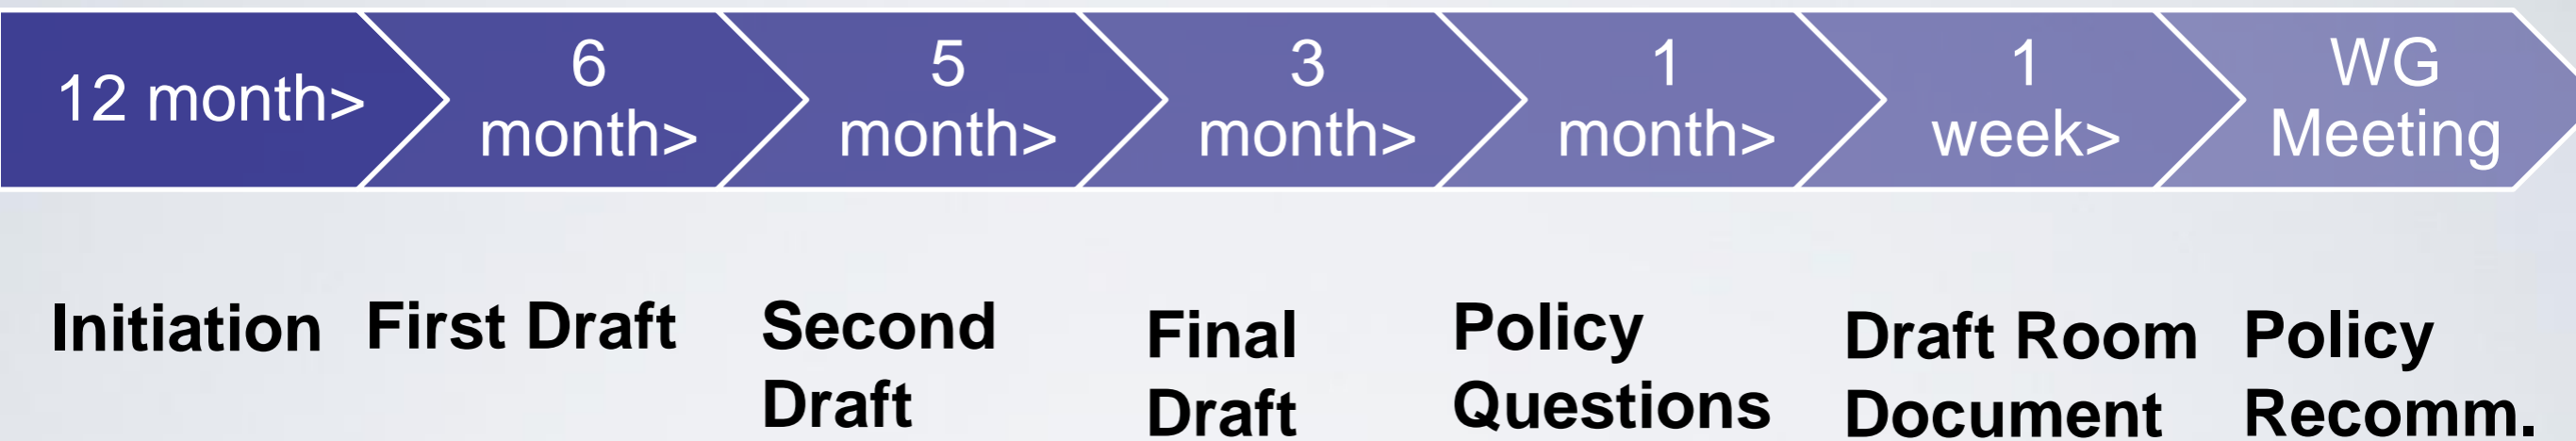 12 month>
6
month>
5
month>
3
month>
1
month>
1
week>
WG
Meeting
Initiation
First Draft
Second
Draft
Final
Draft
Policy
Questions
Draft Room
Document
Policy
Recomm.